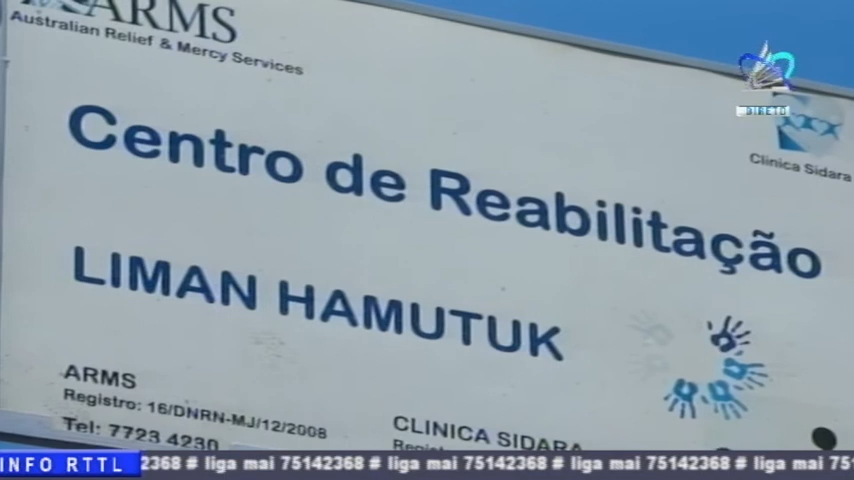 ARMS
Australian Relief & Mercy Services
DIRETO
Clinica Sidara
Centro de Reabilitação
LIMAN HAMUTUK
ARMS
Registro: 16/DNRN-MJ/12/2008
Tel: 7723 4230
CLINICA SIDARA
INFO RTTL
2368 # liga mai 75142368 # liga mai 75142368 # liga mai 75142368 # liga mai 751